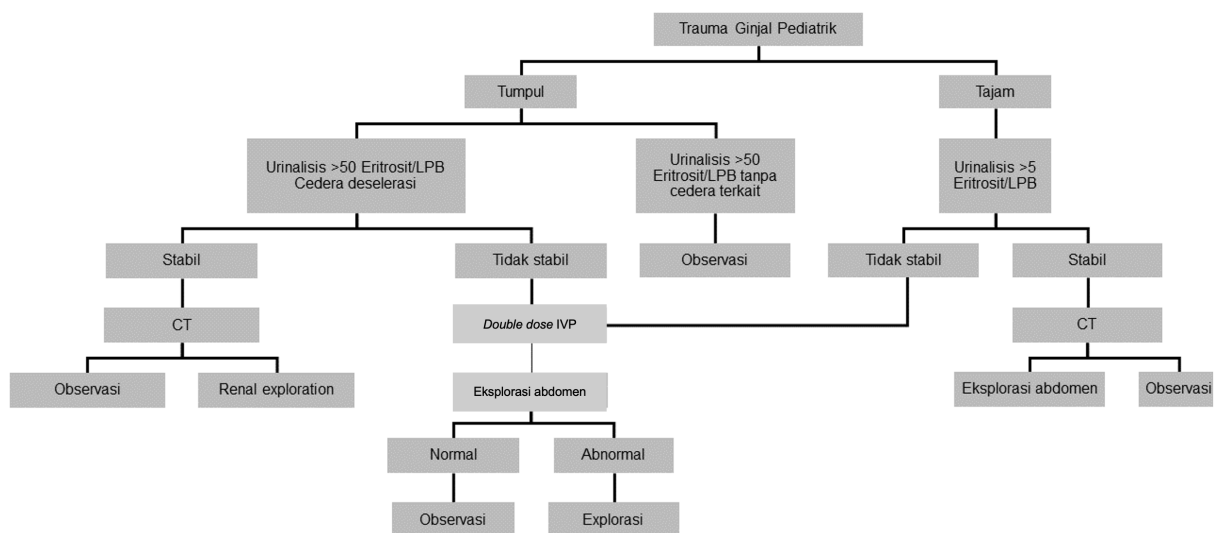 Trauma Ginjal Pediatrik
Tumpul
Tajam
Urinalisis >50 Eritrosit/LPB
Cedera deselerasi
Urinalisis >50
Eritrosit/LPB tanpa
cedera terkait
Urinalisis >5
Eritrosit/LPB
Stabil
Tidak stabil
Observasi
Tidak stabil
Stabil
CT
Double dose IVP
CT
Observasi
Renal exploration
Eksplorasi abdomen
Eksplorasi abdomen
Observasi
Normal
Abnormal
Observasi
Explorasi